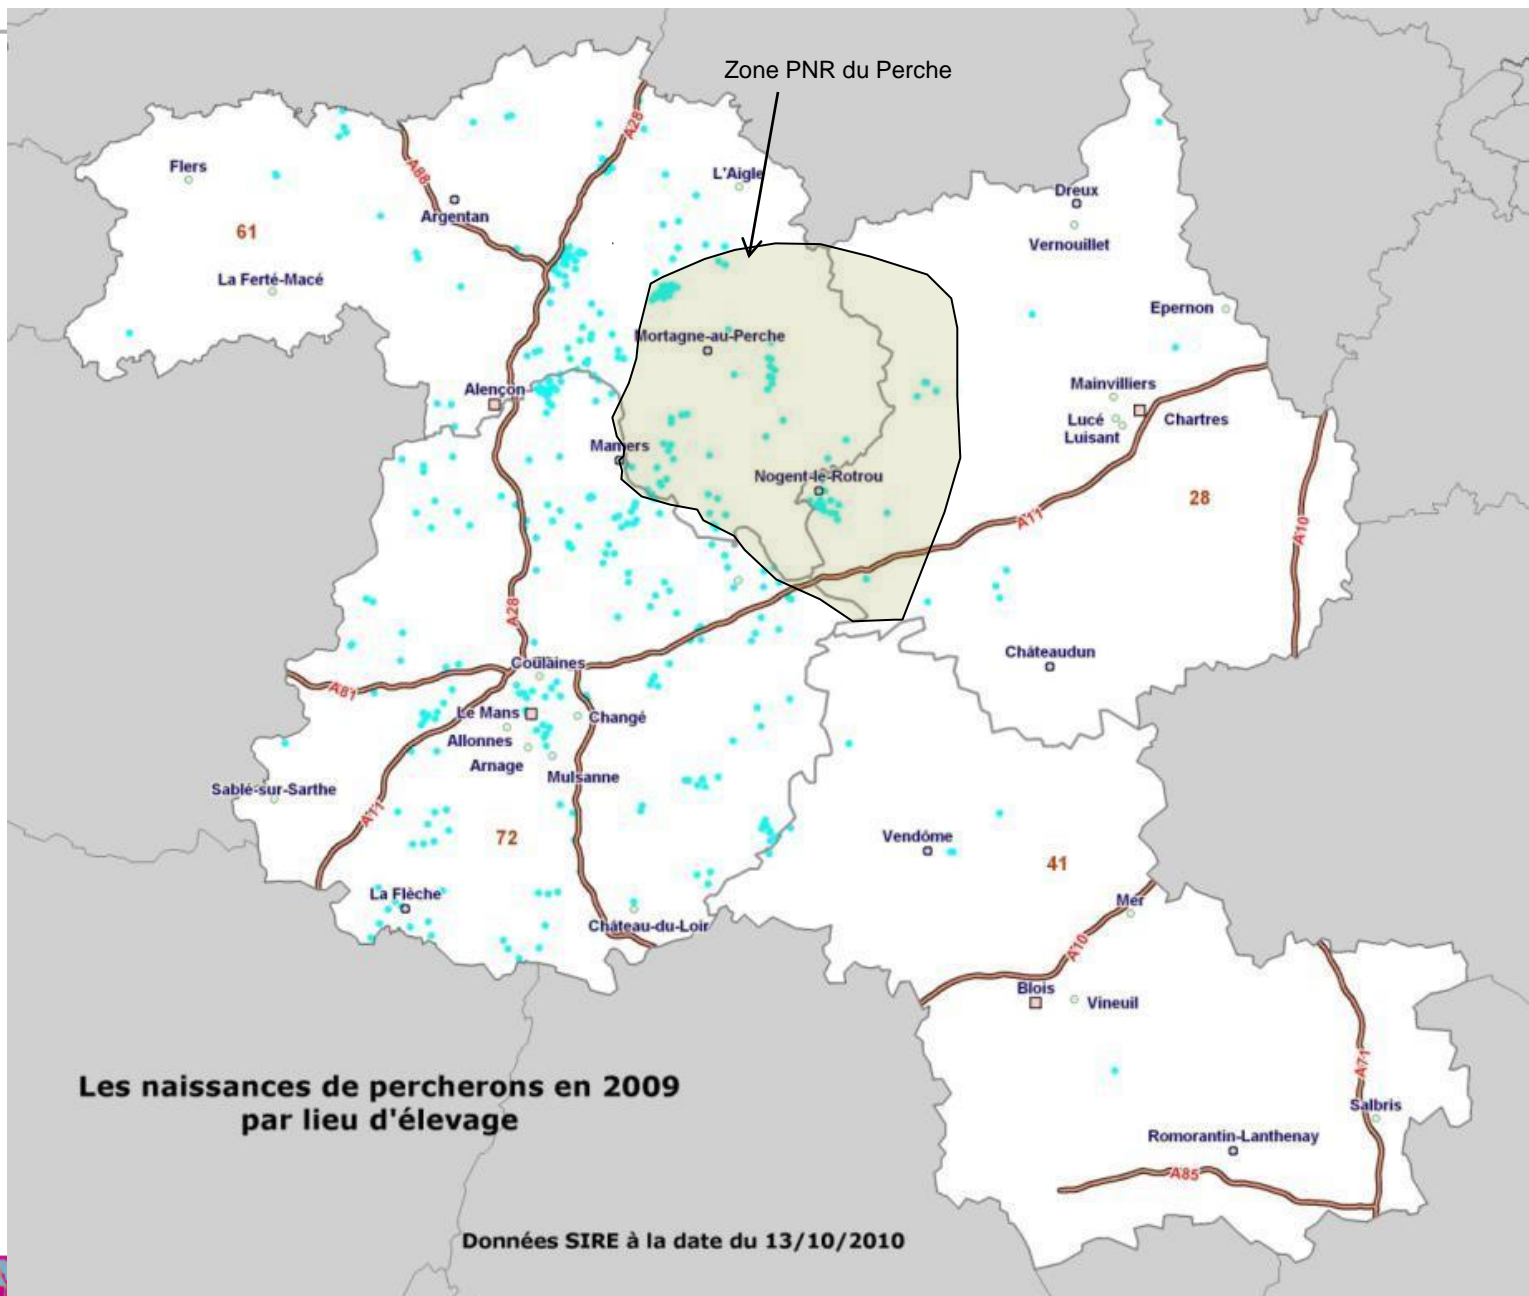 Zone PNR du Perche
A28
Flers
L'Aigle
A88
Dreux
Argentan
61
Vernouillet
La Ferté-Macé
Epernon
Mortagne-au-Perche
Mainvilliers
Alençon
Lucé
Chartres
Luisant
Mamers
Nogent-le-Rotrou
28
A11
A10
A28
Châteaudun
Coulaines
A81
Le Mans
Changé
Allonnes
Arnage
Mulsanne
Sablé-sur-Sarthe
A11
72
Vendôme
41
La Flèche
Mer
Château-du-Loir
A10
Blois
Vineuil
A71
Les naissances de percherons en 2009
par lieu d'élevage
Salbris
Romorantin-Lanthenay
A85
Données SIRE à la date du 13/10/2010